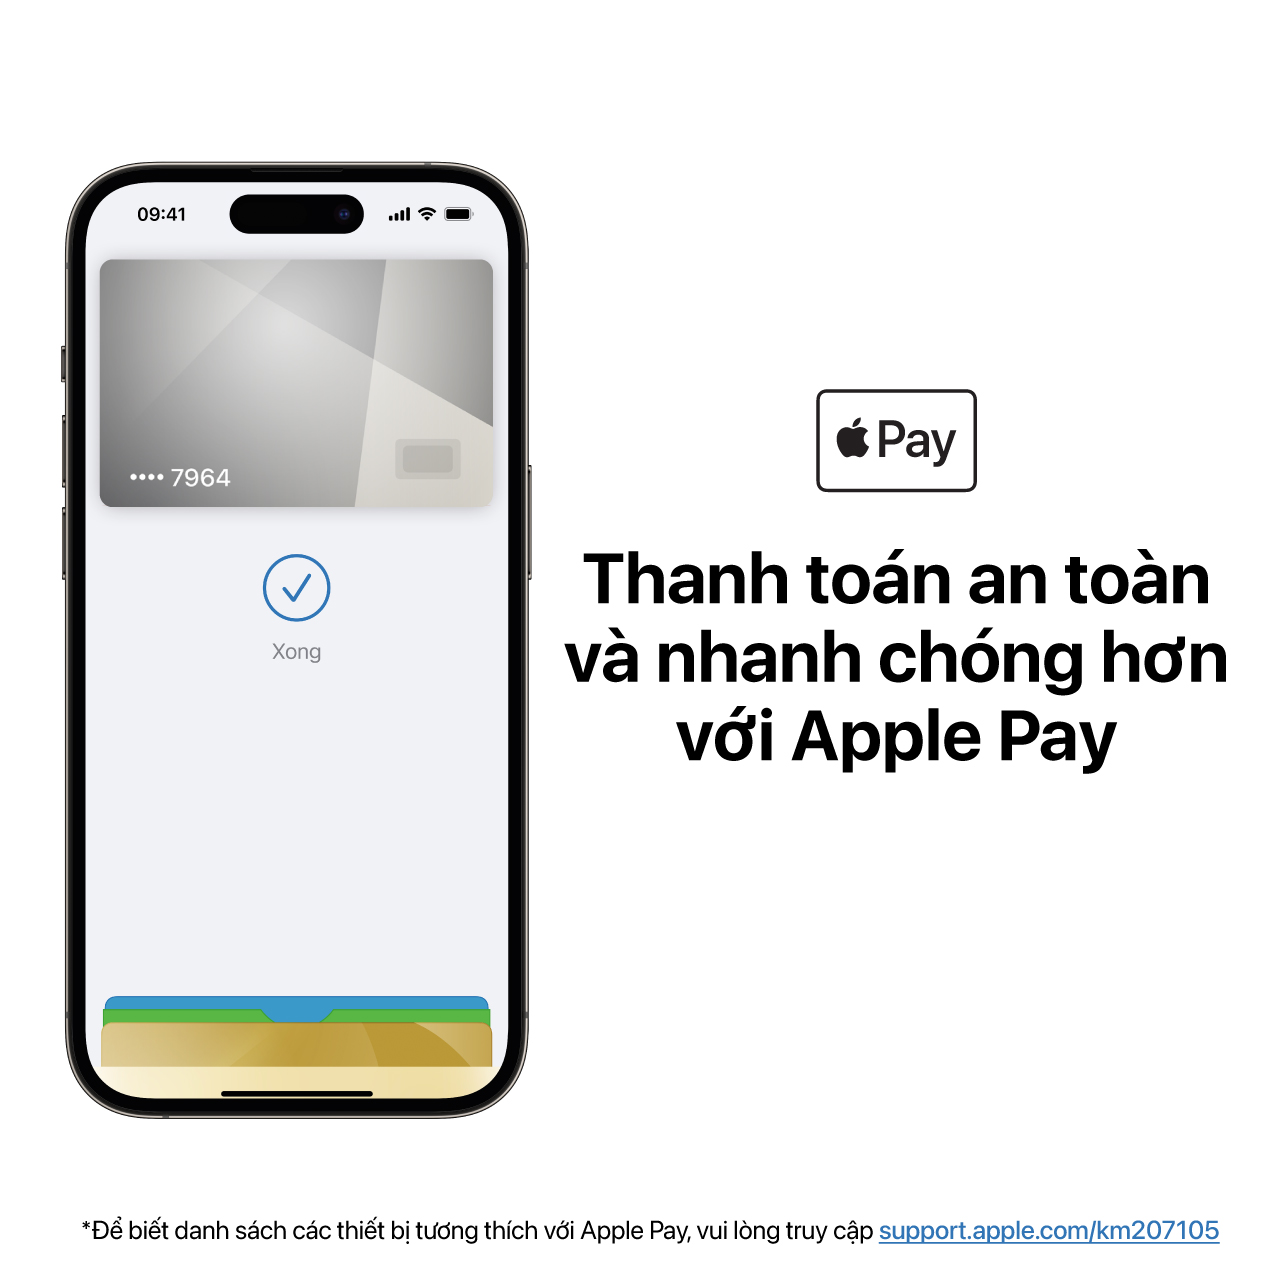 09:41
•••• 7964
Xong
Pay
Thanh toán an toàn
và nhanh chóng hơn
với Apple Pay
*Để biết danh sách các thiết bị tương thích với Apple Pay, vui lòng truy cập support.apple.com/km207105